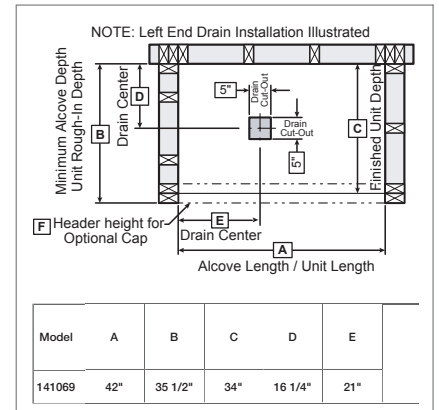 NOTE: Left End Drain Installation Illustrated
Minimum Alcove Depth
Unit Rough-In Depth
B
Drain Center
D
5"
Drain
Cut-Out
Drain
Cut-Out
5"
C
Finished Unit Depth
F Header height for
Optional Cap
E
Drain Center
A
Alcove Length / Unit Length
Model A B C D E
141069 42" 35 1/2" 34" 16 1/4" 21"